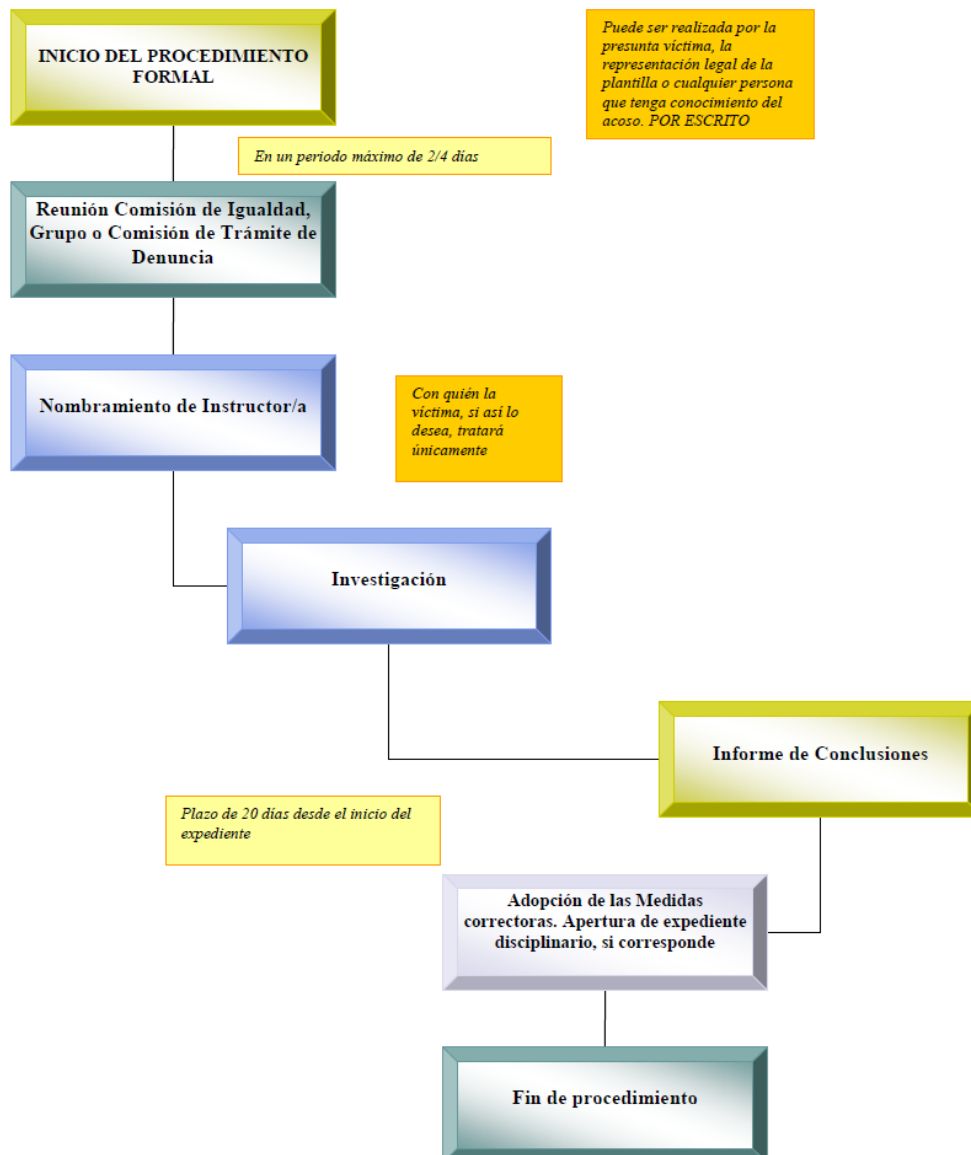 INICIO DEL PROCEDIMIENTO
FORMAL
Puede ser realizada por la
presunta víctima, la
representación legal de la
plantilla o cualquier persona
que tenga conocimiento del
acoso. POR ESCRITO
En un periodo máximo de 2/4 días
Reunión Comisión de Igualdad,
Grupo o Comisión de Trámite de
Denuncia
Nombramiento de Instructor/a
Con quién la
víctima, si así lo
desea, tratará
únicamente
Investigación
Informe de Conclusiones
Plazo de 20 días desde el inicio del
expediente
Adopción de las Medidas
correctoras. Apertura de expediente
disciplinario, si corresponde
Fin de procedimiento